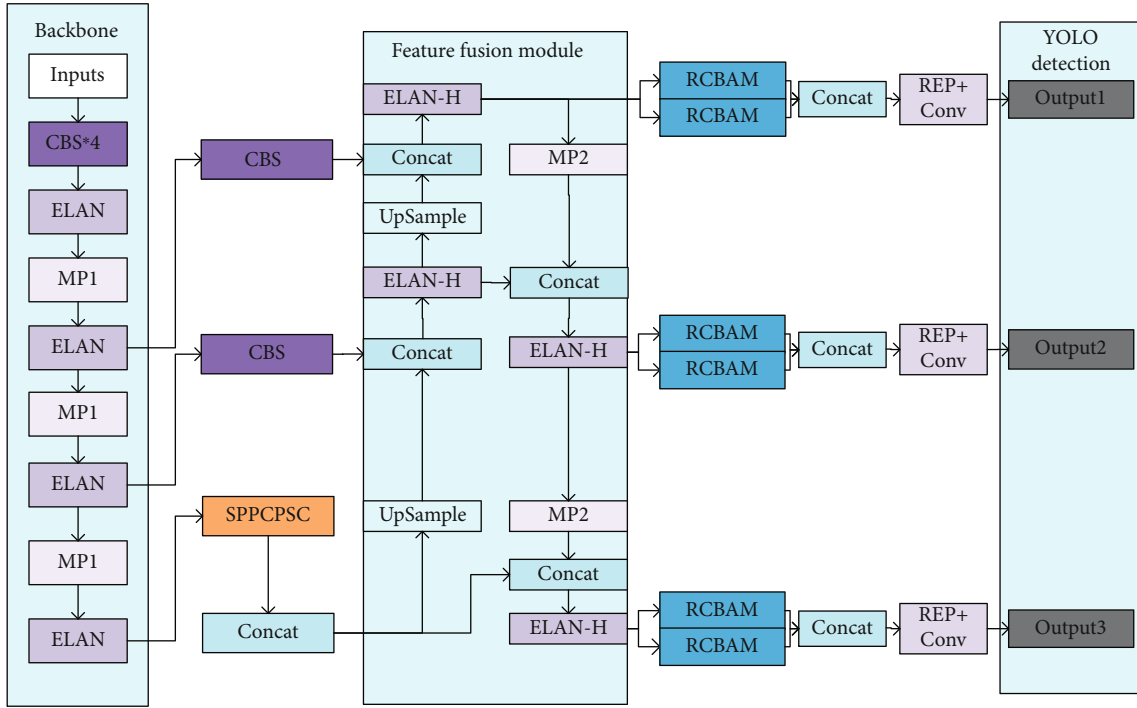 Backbone
Inputs
CBS*4
ELAN
MP1
ELAN
MP1
ELAN
MP1
ELAN
CBS
CBS
SPPCPSC
Concat
Feature fusion module
ELAN-H
Concat
UpSample
ELAN-H
Concat
UpSample
MP2
Concat
ELAN-H
MP2
Concat
ELAN-H
RCBAM
RCBAM
Concat
REP+
Conv
RCBAM
RCBAM
Concat
REP+
Conv
RCBAM
RCBAM
Concat
REP+
Conv
YOLO
detection
Output1
Output2
Output3